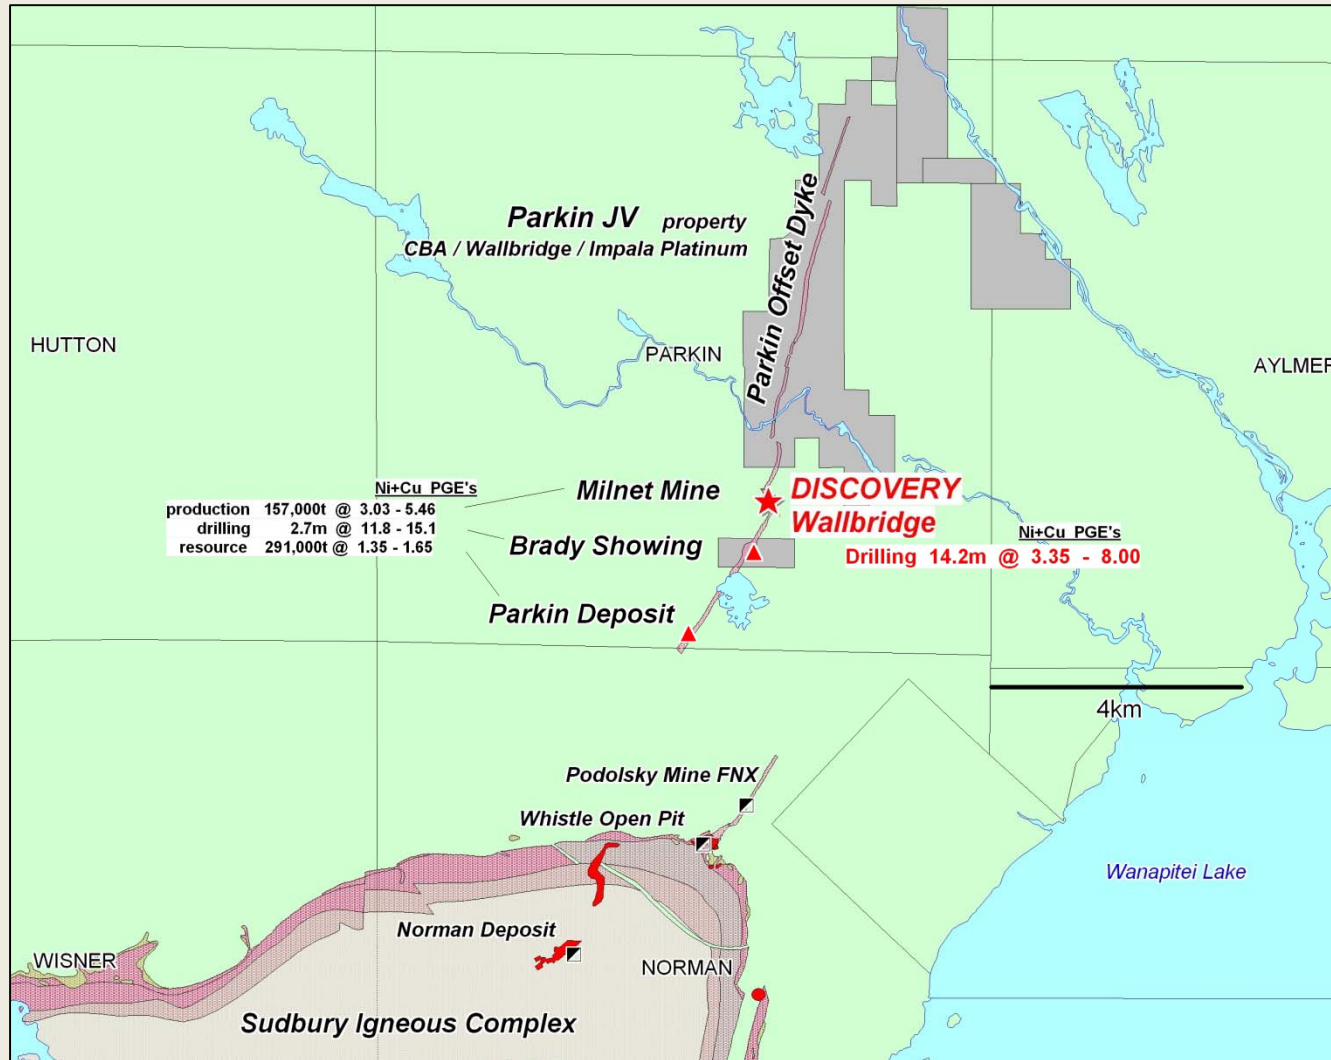 Parkin JV property
CBA / Wallbridge / Impala Platinum
Parkin Offset Dyke
HUTTON
PARKIN
AYLMER
Ni+Cu PGE's
production 157,000t @ 3.03 - 5.46
drilling 2.7m @ 11.8 - 15.1
resource 291,000t @ 1.35 - 1.65
Milnet Mine
DISCOVERY
Wallbridge
Brady Showing
Ni+Cu PGE's
Drilling 14.2m @ 3.35 - 8.00
Parkin Deposit
4km
Podolsky Mine FNX
Whistle Open Pit
Wanapitei Lake
Norman Deposit
WISNER
NORMAN
Sudbury Igneous Complex